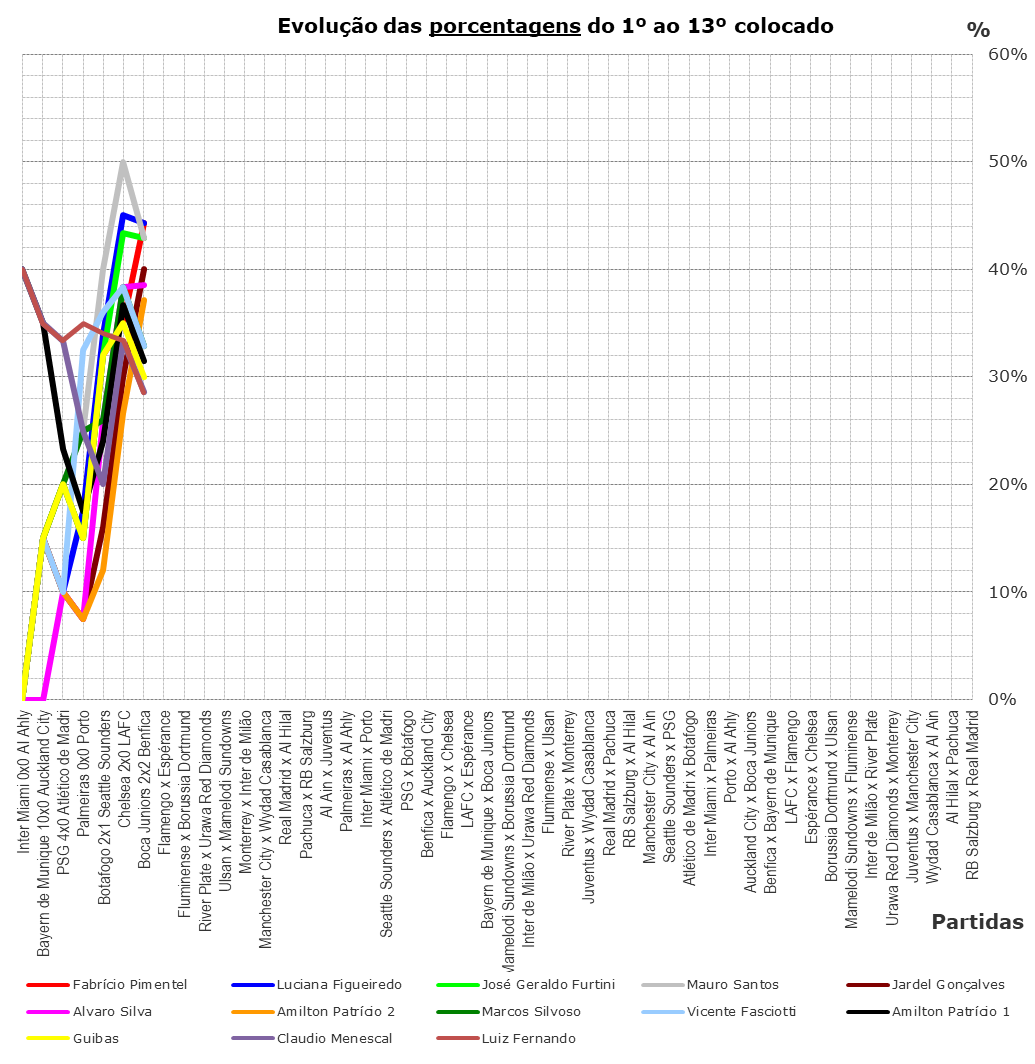 Evolução das porcentagens do 1º ao 13º colocado
%
60%
50%
40%
30%
20%
10%
0%
Inter Miami 0x0 Al Ahly
Bayern de Munique 10x0 Auckland City
PSG 4x0 Atlético de Madri
Palmeiras 0x0 Porto
Botafogo 2x1 Seattle Sounders
Chelsea 2x0 LAFC
Boca Juniors 2x2 Benfica
Flamengo x Espérance
Fluminense x Borussia Dortmund
River Plate x Urawa Red Diamonds
Ulsan x Mamelodi Sundowns
Monterrey x Inter de Milão
Manchester City x Wydad Casablanca
Real Madrid x Al Hilal
Pachuca x RB Salzburg
Al Ain x Juventus
Palmeiras x Al Ahly
Inter Miami x Porto
Seattle Sounders x Atlético de Madri
PSG x Botafogo
Benfica x Auckland City
Flamengo x Chelsea
LAFC x Espérance
Bayern de Munique x Boca Juniors
Mamelodi Sundowns x Borussia Dortmund
Inter de Milão x Urawa Red Diamonds
Fluminense x Ulsan
River Plate x Monterrey
Juventus x Wydad Casablanca
Real Madrid x Pachuca
RB Salzburg x Al Hilal
Manchester City x Al Ain
Seattle Sounders x PSG
Atlético de Madri x Botafogo
Inter Miami x Palmeiras
Porto x Al Ahly
Auckland City x Boca Juniors
Benfica x Bayern de Munique
LAFC x Flamengo
Espérance x Chelsea
Borussia Dortmund x Ulsan
Mamelodi Sundowns x Fluminense
Inter de Milão x River Plate
Urawa Red Diamonds x Monterrey
Juventus x Manchester City
Wydad Casablanca x Al Ain
Al Hilal x Pachuca
RB Salzburg x Real Madrid
Partidas
Fabrício Pimentel
Luciana Figueiredo
José Geraldo Furtini
Mauro Santos
Jardel Gonçalves
Alvaro Silva
Amilton Patrício 2
Marcos Silvoso
Vicente Fasciotti
Amilton Patrício 1
Guibas
Claudio Menescal
Luiz Fernando